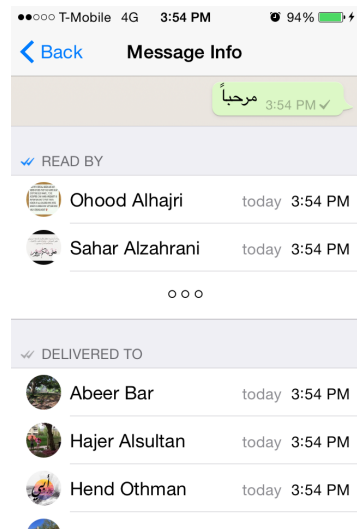 T-Mobile 4G 3:54 PM 94%
Back Message Info
مرحباً 3:54 PM
READ BY
Ohood Alhajri today 3:54 PM
Sahar Alzahrani today 3:54 PM
DELIVERED TO
Abeer Bar today 3:54 PM
Hajer Alsultan today 3:54 PM
Hend Othman today 3:54 PM